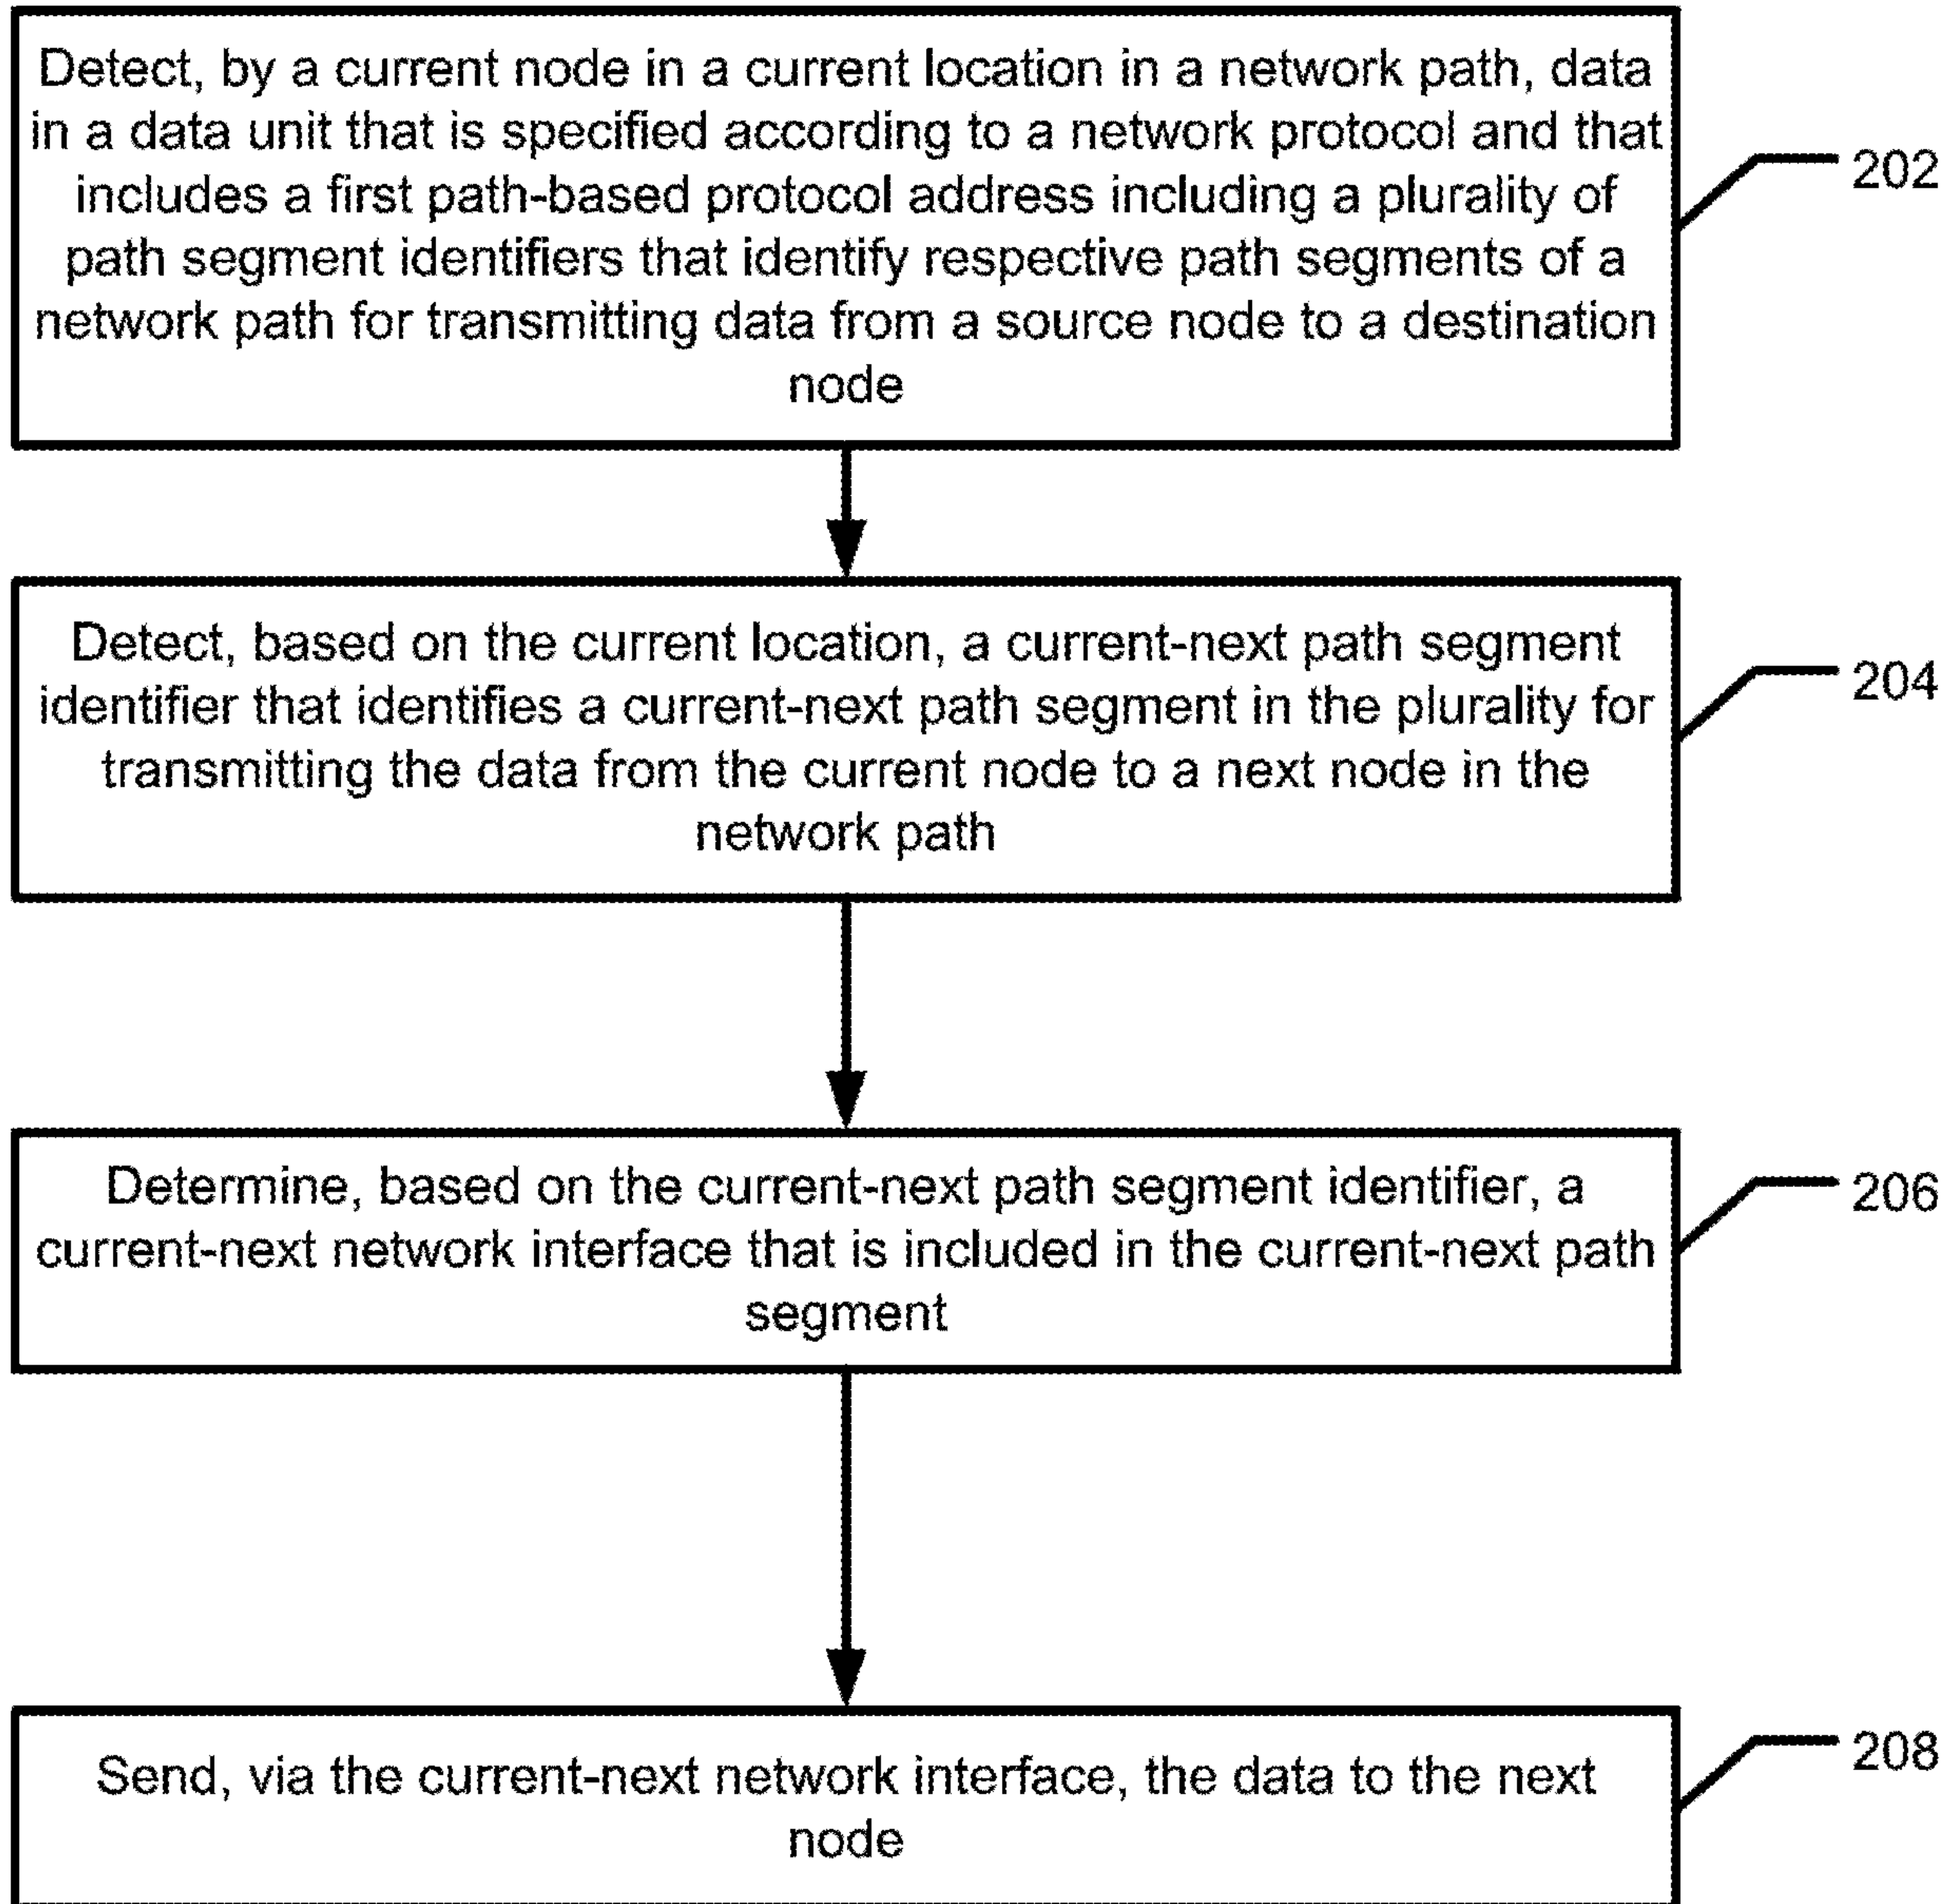 Detect, by a current node in a current location in a network path, data
in a data unit that is specified according to a network protocol and that
includes a first path-based protocol address including a plurality of
path segment identifiers that identify respective path segments of a
network path for transmitting data from a source node to a destination
node
202
Detect, based on the current location, a current-next path segment
identifier that identifies a current-next path segment in the plurality for
transmitting the data from the current node to a next node in the
network path
204
Determine, based on the current-next path segment identifier, a
current-next network interface that is included in the current-next path
segment
206
Send, via the current-next network interface, the data to the next
node
208